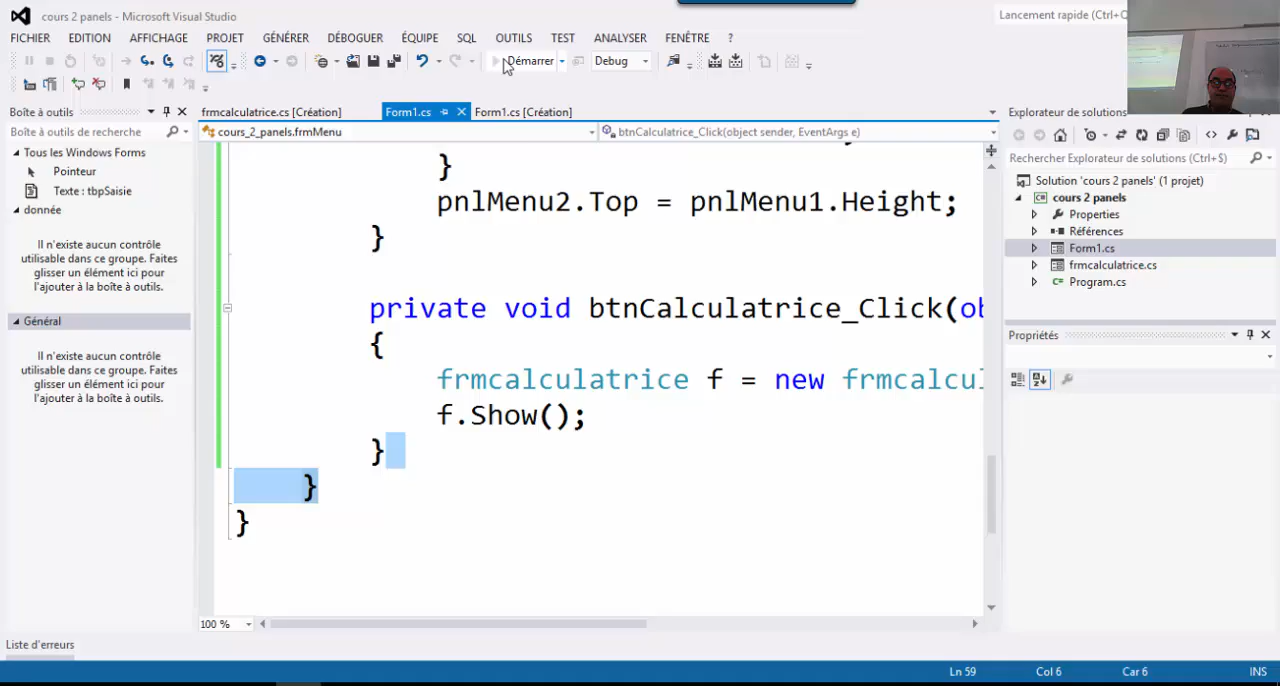 cours 2 panels - Microsoft Visual Studio
Lancement rapide (Ctrl+Q
FICHIER EDITION AFFICHAGE PROJET GÉNÉRER DÉBOGUER ÉQUIPE SQL OUTILS TEST ANALYSER FENÊTRE ?
Démarrer Debug
Boîte à outils
frmcalculatrice.cs [Création] Form1.cs Form1.cs [Création]
Explorateur de solutions
Boîte à outils de recherche
cours_2_panels.frmMenu
btnCalculatrice_Click(object sender, EventArgs e)
Tous les Windows Forms
Pointeur
Texte : tbpSaisie
donnée
Il n'existe aucun contrôle
utilisable dans ce groupe. Faites
glisser un élément ici pour
l'ajouter à la boîte à outils.
Général
Il n'existe aucun contrôle
utilisable dans ce groupe. Faites
glisser un élément ici pour
l'ajouter à la boîte à outils.
}
pnlMenu2.Top = pnlMenu1.Height;
}
private void btnCalculatrice_Click(ob
{
frmcalculatrice f = new frmcalcul
f.Show();
}
}
}
Rechercher Explorateur de solutions (Ctrl+$)
Solution 'cours 2 panels' (1 projet)
cours 2 panels
Properties
Références
Form1.cs
frmcalculatrice.cs
Program.cs
Propriétés
100 %
Liste d'erreurs
Ln 59 Col 6 Car 6 INS